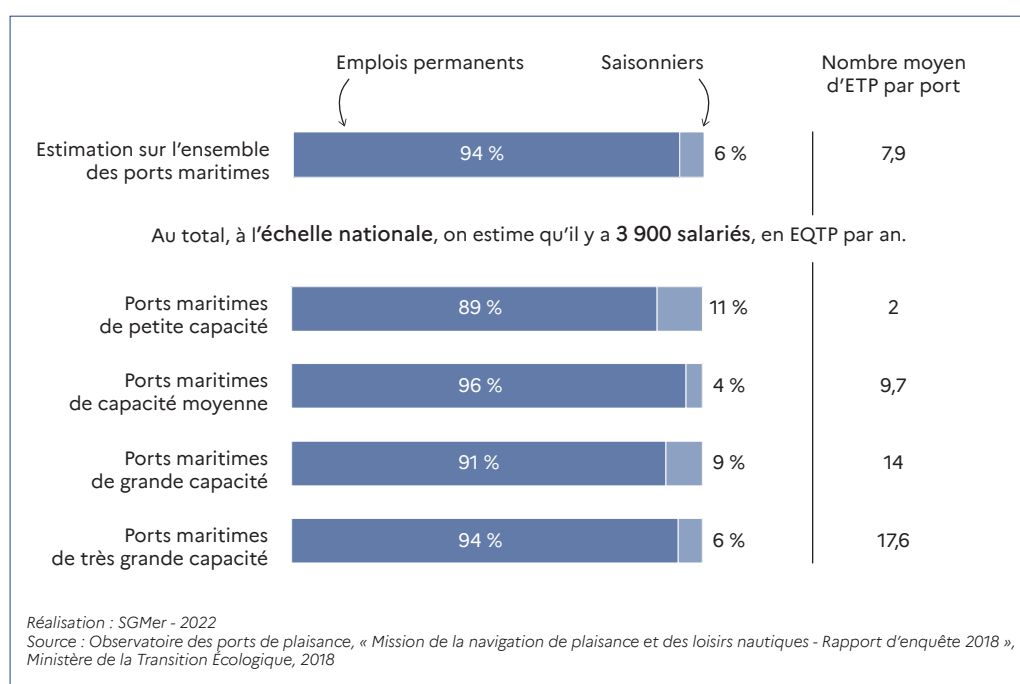 Emplois permanents
Saisonniers
Nombre moyen
d'ETP par port
Estimation sur l'ensemble
des ports maritimes
94 %
6 %
7,9
Au total, à l'échelle nationale, on estime qu'il y a 3 900 salariés, en EQTP par an.
Ports maritimes
de petite capacité
89 %
11 %
2
Ports maritimes
de capacité moyenne
96 %
4 %
9,7
Ports maritimes
de grande capacité
91 %
9 %
14
Ports maritimes
de très grande capacité
94 %
6 %
17,6
Réalisation : SGMer - 2022
Source : Observatoire des ports de plaisance, « Mission de la navigation de plaisance et des loisirs nautiques - Rapport d'enquête 2018 »,
Ministère de la Transition Écologique, 2018